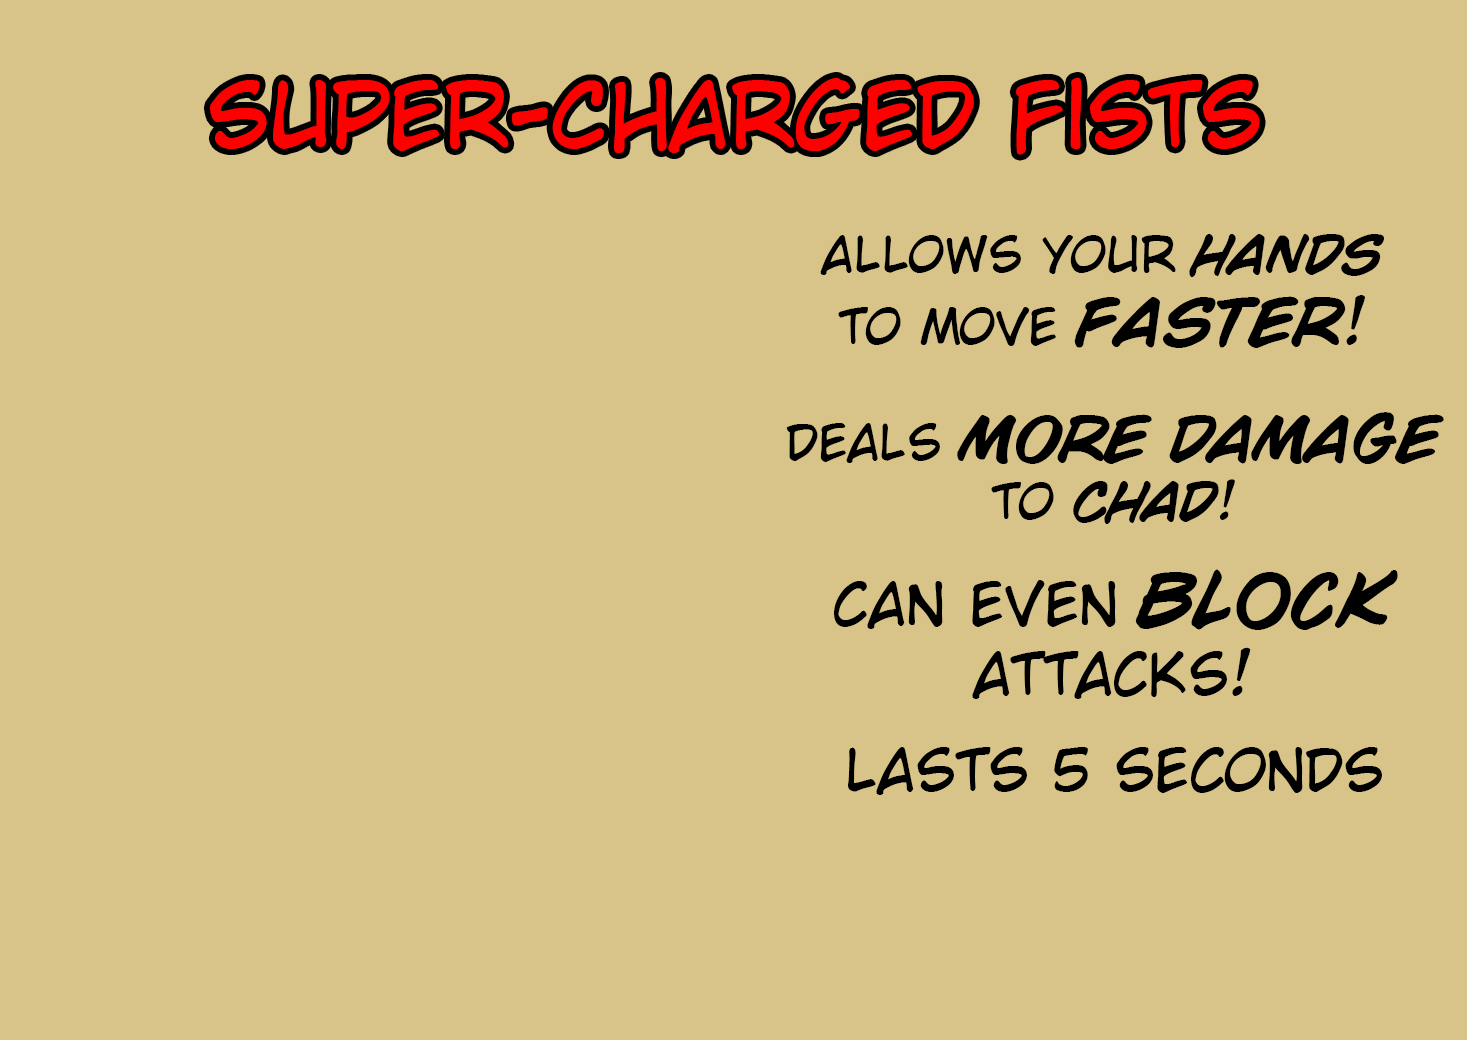 SUPER-CHARGED FISTS
ALLOWS YOUR HANDS
TO MOVE FASTER!
DEALS MORE DAMAGE
TO CHAD!
CAN EVEN BLOCK
ATTACKS!
LASTS 5 SECONDS